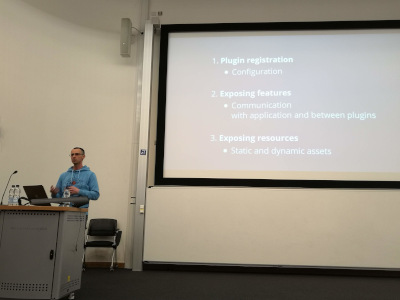 1. Plugin registration
• Configuration
2. Exposing features
• Communication
with application and between plugins
3. Exposing resources
• Static and dynamic assets